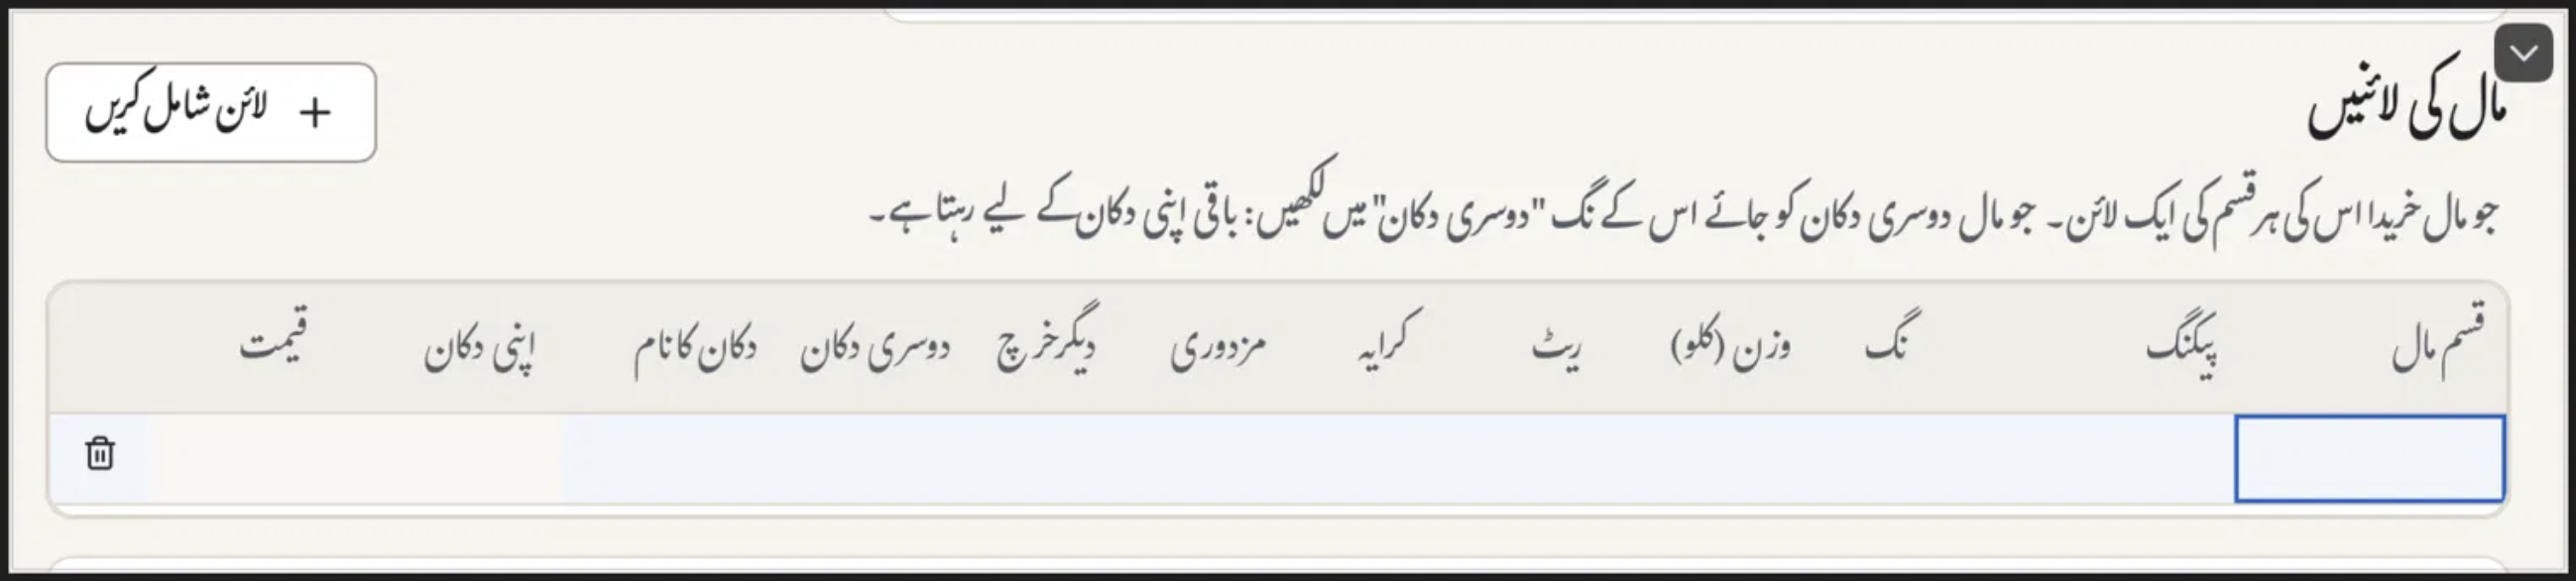 مال کی لائنیں
+ لائن شامل کریں
جو مال خریدا اس کی ہر قسم کی ایک لائن۔ جو مال دوسری دکان کو جائے اس کے نگ "دوسری دکان" میں لکھیں: باقی اپنی دکان کے لیے رہتا ہے۔
قسم مال پیکنگ نگ وزن (کلو) ریٹ کرایہ مزدوری دیگر خرچ دوسری دکان دکان کا نام اپنی دکان قیمت